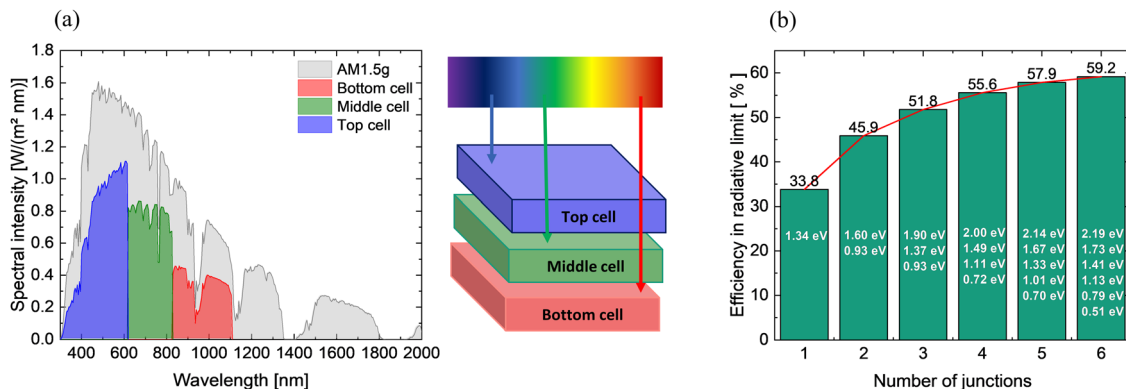 (a)
Spectral intensity [W/(m² nm)]
1.8
1.6
1.4
1.2
1.0
0.8
0.6
0.4
0.2
0.0
400 600 800 1000 1200 1400 1600 1800 2000
Wavelength [nm]
AM1.5g
Bottom cell
Middle cell
Top cell
Top cell
Middle cell
Bottom cell
(b)
Efficiency in radiative limit [ % ]
60
50
40
30
20
10
0
33.8
45.9
51.8
55.6
57.9
59.2
1.34 eV
1.60 eV
0.93 eV
1.90 eV
1.37 eV
0.93 eV
2.00 eV
1.49 eV
1.11 eV
0.72 eV
2.14 eV
1.67 eV
1.33 eV
1.01 eV
0.70 eV
2.19 eV
1.73 eV
1.41 eV
1.13 eV
0.79 eV
0.51 eV
1 2 3 4 5 6
Number of junctions